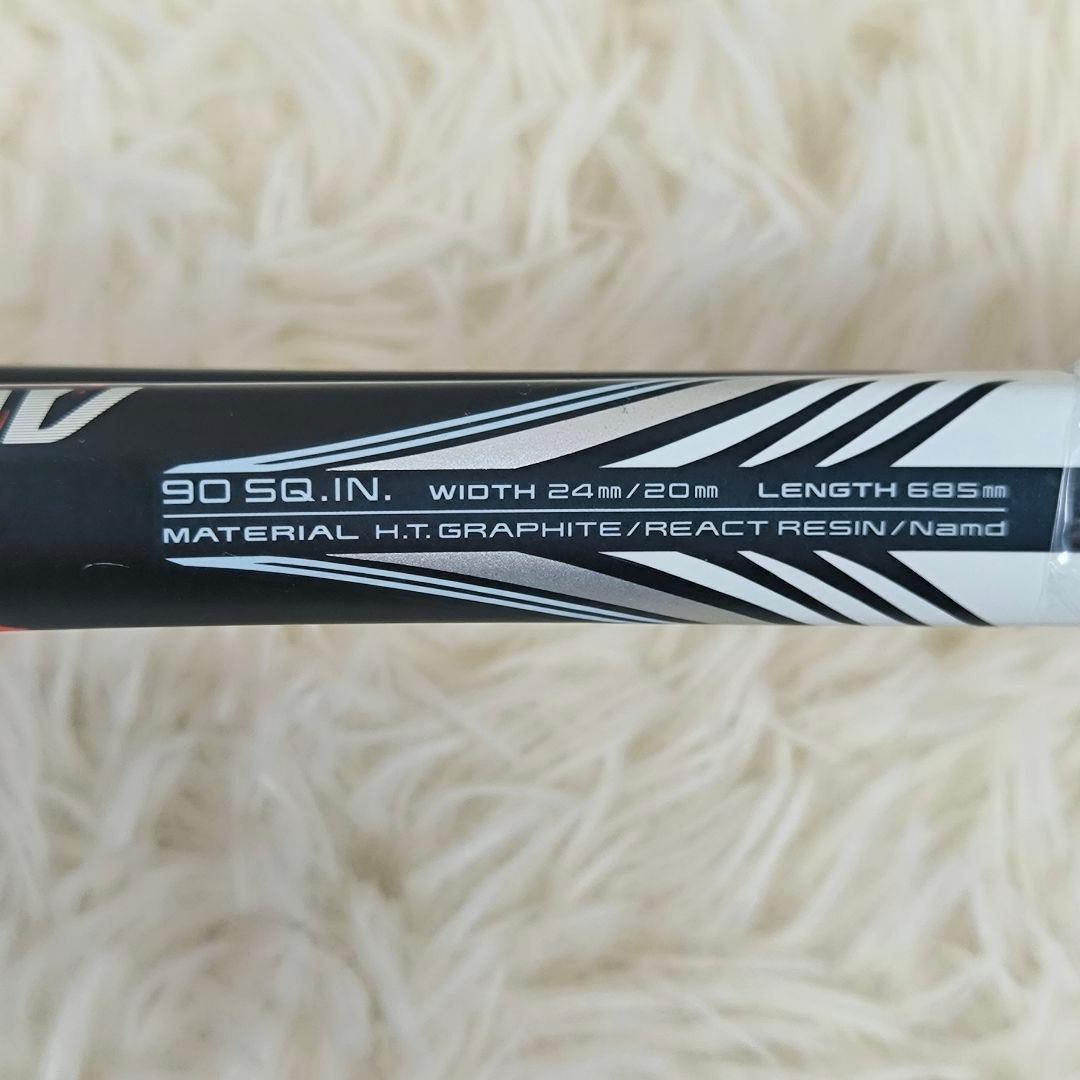 90 SQ.IN. WIDTH 24㎜/20㎜ LENGTH 685㎜
MATERIAL H.T. GRAPHITE/REACT RESIN/Namd